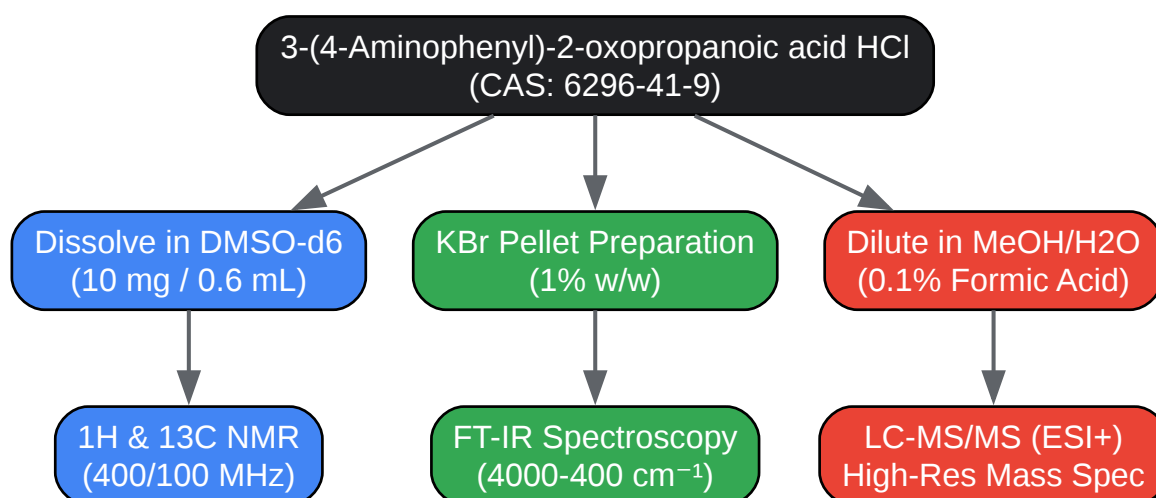 3-(4-Aminophenyl)-2-oxopropanoic acid HCl
(CAS: 6296-41-9)
Dissolve in DMSO-d6
(10 mg / 0.6 mL)
KBr Pellet Preparation
(1% w/w)
Dilute in MeOH/H2O
(0.1% Formic Acid)
1H & 13C NMR
(400/100 MHz)
FT-IR Spectroscopy
(4000-400 cm⁻¹)
LC-MS/MS (ESI+)
High-Res Mass Spec